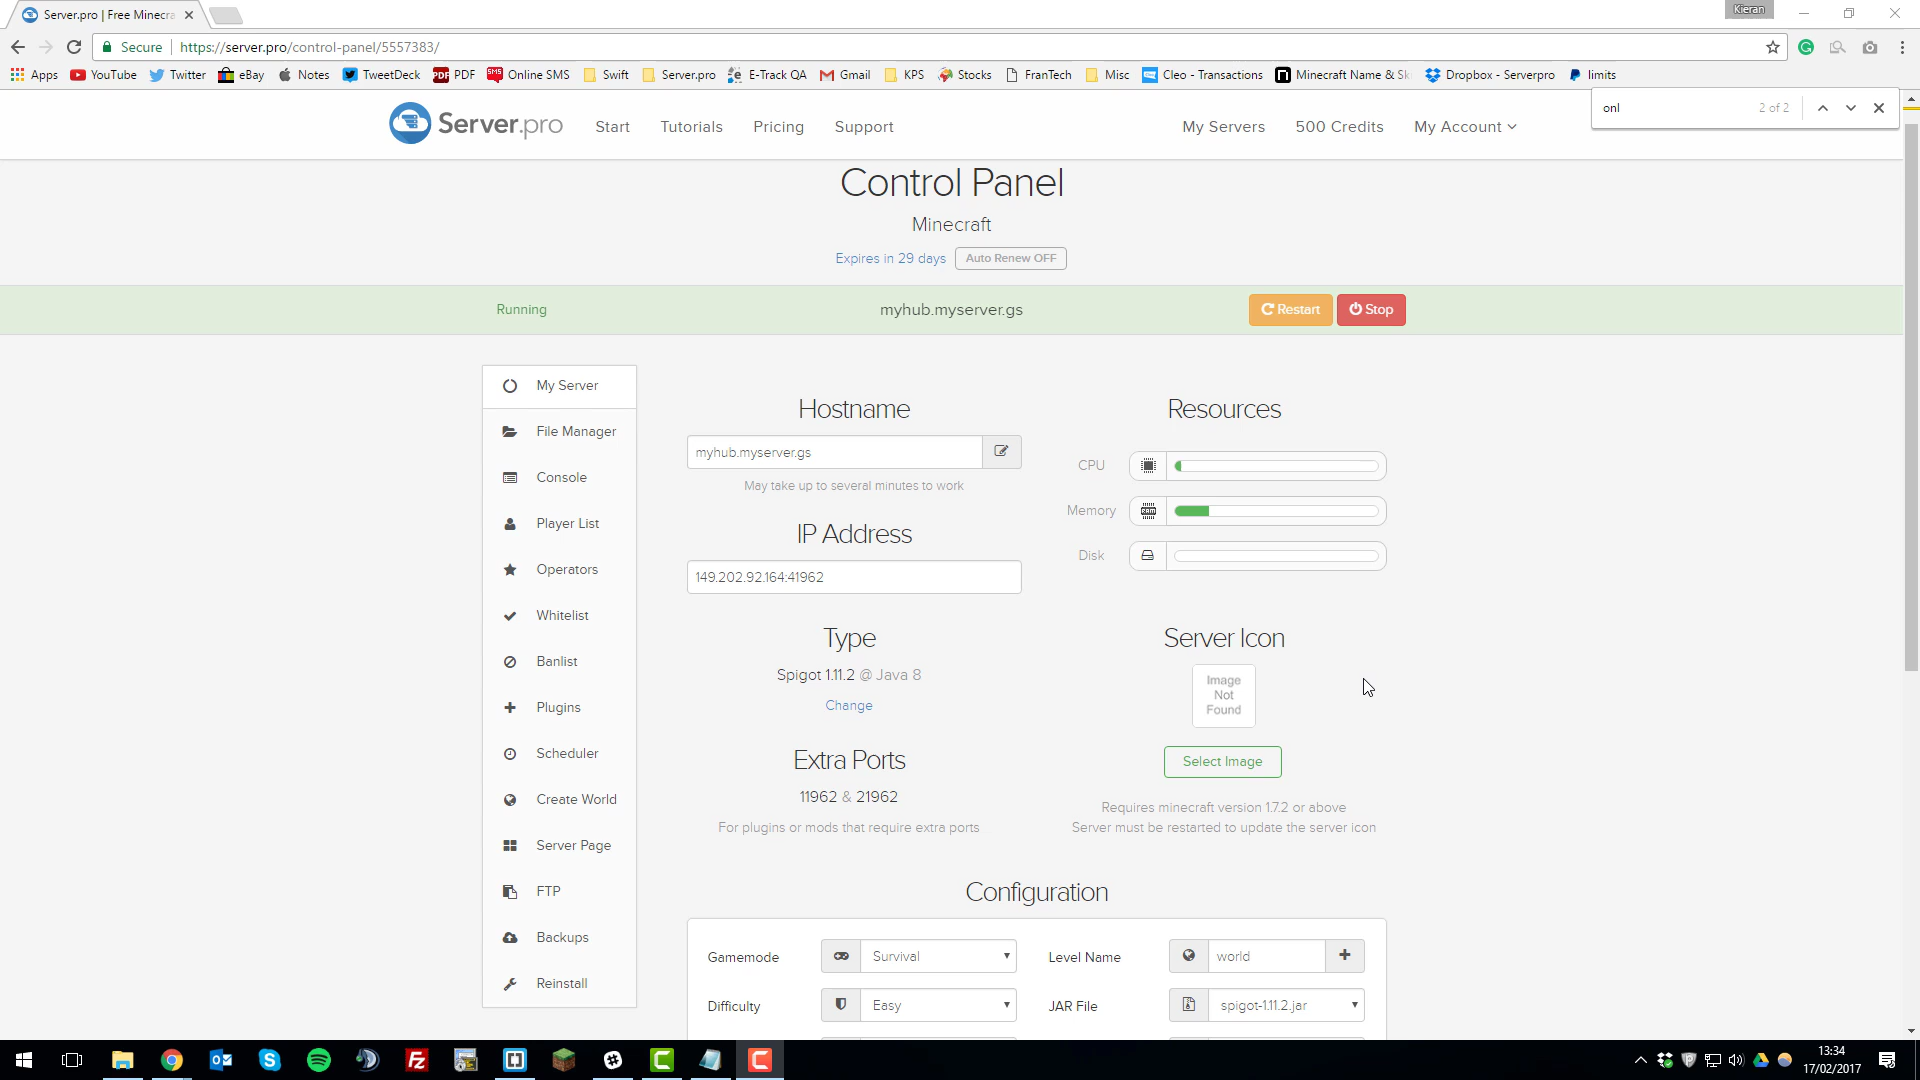 Server.pro | Free Minecra
Kieran
Secure
https://server.pro/control-panel/5557383/
Apps
YouTube
Twitter
eBay
Notes
TweetDeck
PDF PDF
SMS Online SMS
Swift
Server.pro
E-Track QA
Gmail
KPS
Stocks
FranTech
Misc
Cleo - Transactions
Minecraft Name & Sk
Dropbox - Serverpro
limits
onl 2 of 2
Server.pro
Start
Tutorials
Pricing
Support
My Servers
500 Credits
My Account
Control Panel
Minecraft
Expires in 29 days
Auto Renew OFF
Running
myhub.myserver.gs
Restart
Stop
My Server
File Manager
Console
Player List
Operators
Whitelist
Banlist
Plugins
Scheduler
Create World
Server Page
FTP
Backups
Reinstall
Hostname
myhub.myserver.gs
May take up to several minutes to work
IP Address
149.202.92.164:41962
Type
Spigot 1.11.2 @ Java 8
Change
Extra Ports
11962 & 21962
For plugins or mods that require extra ports
Resources
CPU
Memory
Disk
Server Icon
Image
Not
Found
Select Image
Requires minecraft version 1.7.2 or above
Server must be restarted to update the server icon
Configuration
Gamemode
Survival
Level Name
world
Difficulty
Easy
JAR File
spigot-1.11.2.jar
13:34
17/02/2017